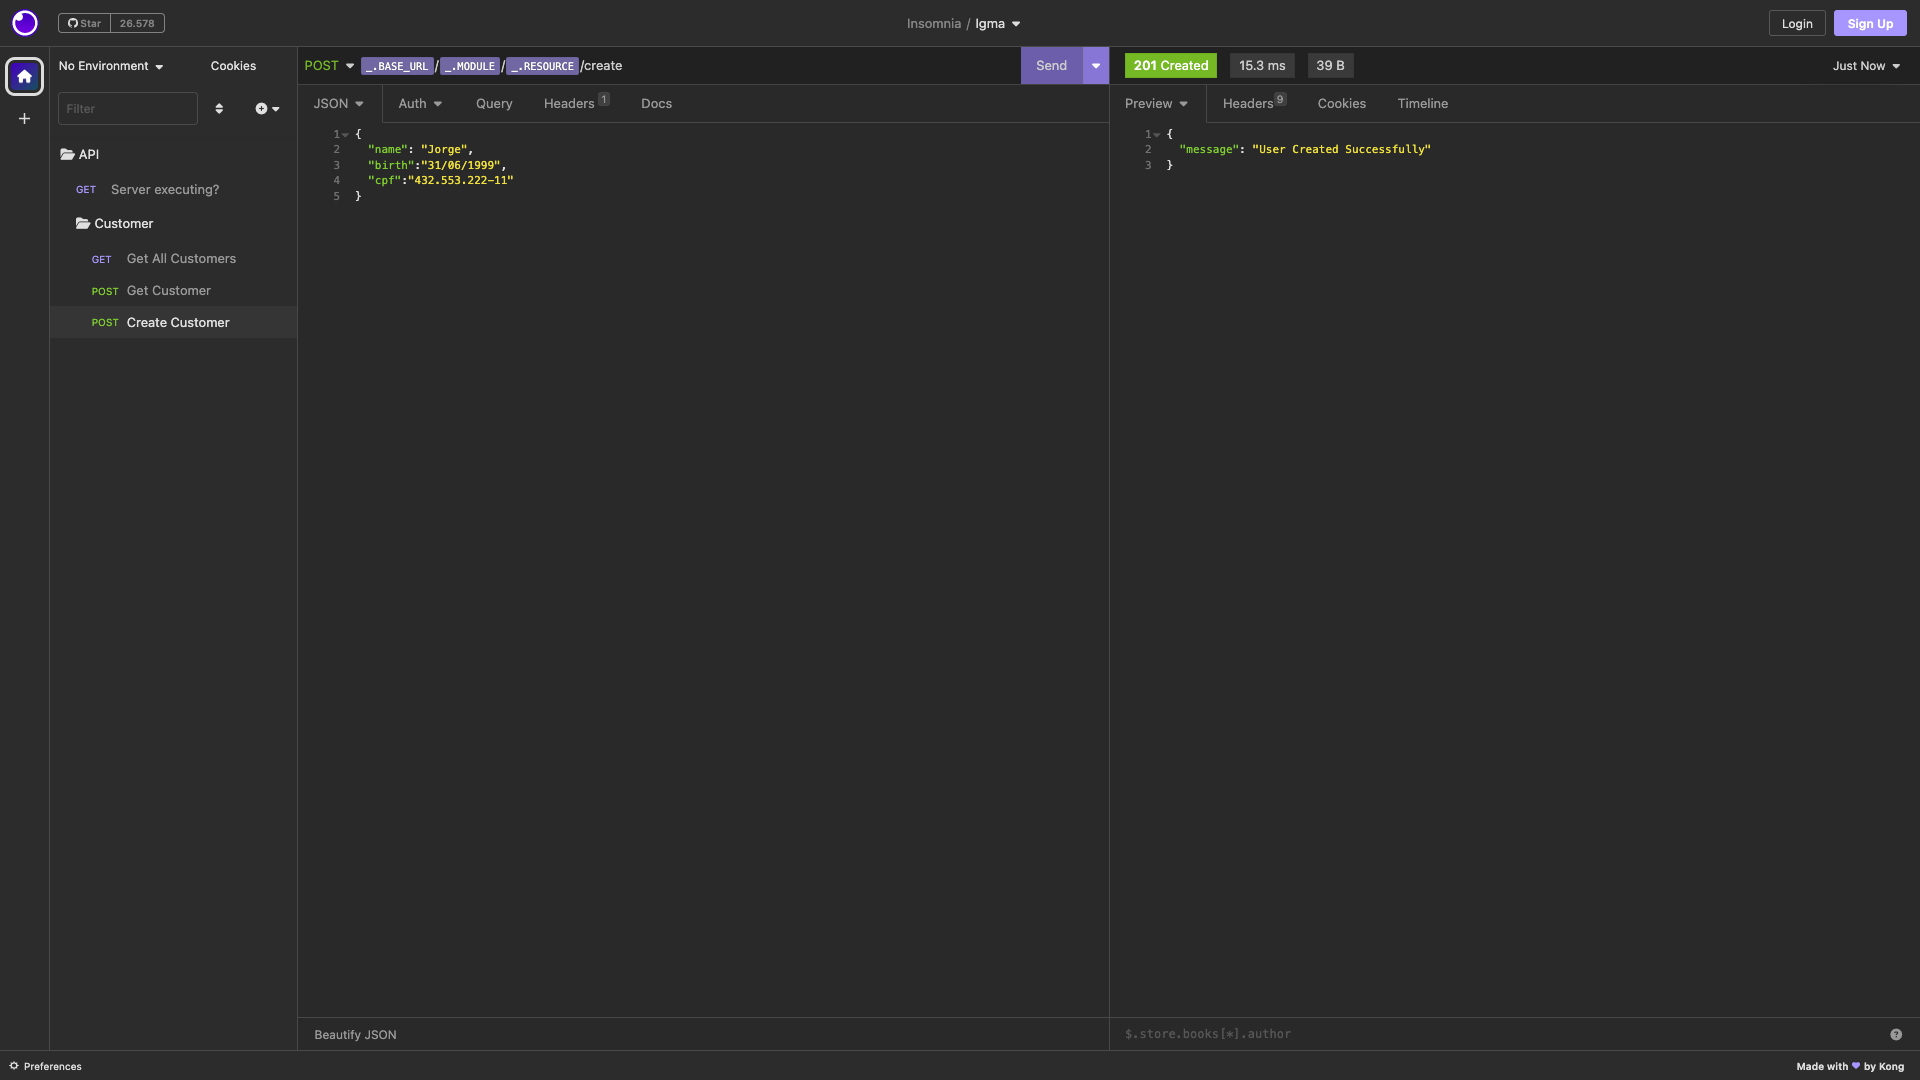 Star 26.578
Insomnia / Igma
Login
Sign Up
No Environment
Cookies
Filter
API
GET Server executing?
Customer
GET Get All Customers
POST Get Customer
POST Create Customer
POST _.BASE_URL/_.MODULE/_.RESOURCE/create
Send
JSON Auth Query Headers 1 Docs
1 {
2 "name": "Jorge",
3 "birth":"31/06/1999",
4 "cpf":"432.553.222-11"
5 }
Beautify JSON
201 Created 15.3 ms 39 B Just Now
Preview Headers 9 Cookies Timeline
1 {
2 "message": "User Created Successfully"
3 }
$.store.books[*].author
Preferences
Made with ♥ by Kong